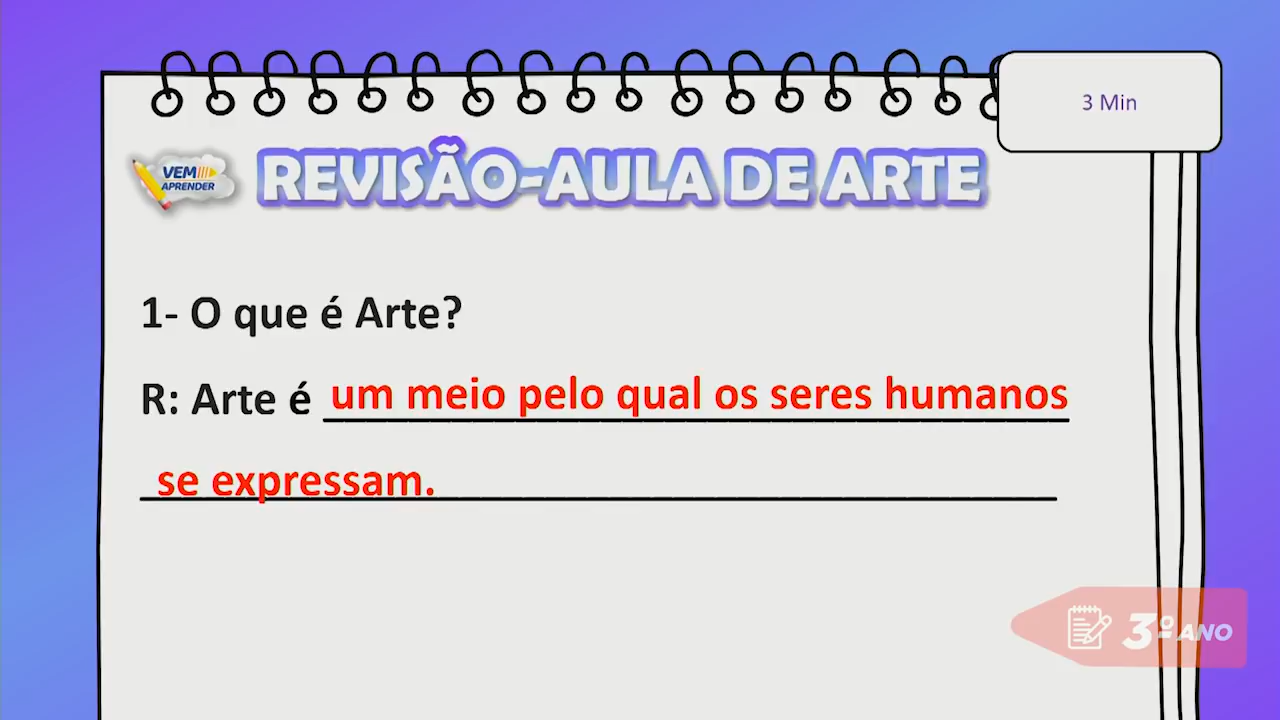 3 Min
VEM
APRENDER
REVISÃO-AULA DE ARTE
1- O que é Arte?
R: Arte é um meio pelo qual os seres humanos
se expressam.
3º ANO